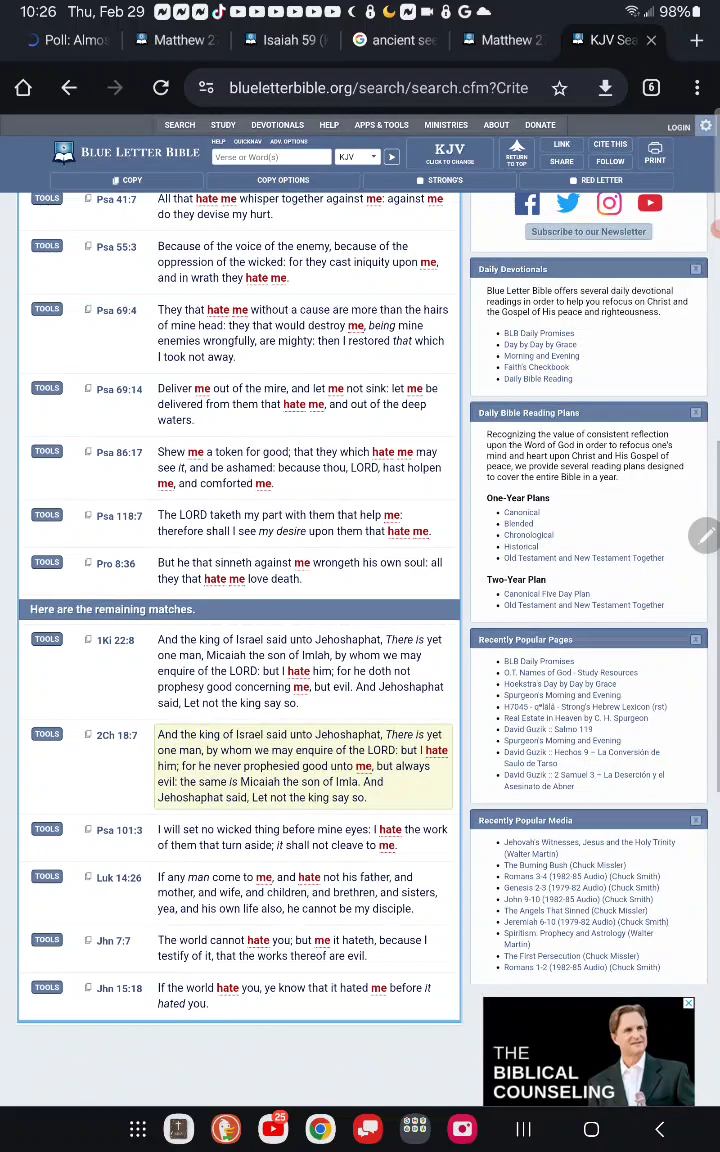 10:26 Thu, Feb 29 98%
Poll: Almos
Matthew 2
Isaiah 59 (
ancient see
Matthew 2
KJV Sea
blueletterbible.org/search/search.cfm?Crite
6
SEARCH STUDY DEVOTIONALS HELP APPS & TOOLS MINISTRIES ABOUT DONATE LOGIN
BLUE LETTER BIBLE
HELP QUICKNAV ADV. OPTIONS
Verse or Word(s) KJV
KJV
CLICK TO CHANGE
RETURN
TO TOP
LINK CITE THIS
SHARE FOLLOW
PRINT
COPY COPY OPTIONS STRONG'S RED LETTER
TOOLS Psa 41:7 All that hate me whisper together against me: against me
do they devise my hurt.
TOOLS Psa 55:3 Because of the voice of the enemy, because of the
oppression of the wicked: for they cast iniquity upon me,
and in wrath they hate me.
TOOLS Psa 69:4 They that hate me without a cause are more than the hairs
of mine head: they that would destroy me, being mine
enemies wrongfully, are mighty: then I restored that which
I took not away.
TOOLS Psa 69:14 Deliver me out of the mire, and let me not sink: let me be
delivered from them that hate me, and out of the deep
waters.
TOOLS Psa 86:17 Shew me a token for good; that they which hate me may
see it, and be ashamed: because thou, LORD, hast holpen
me, and comforted me.
TOOLS Psa 118:7 The LORD taketh my part with them that help me:
therefore shall I see my desire upon them that hate me.
TOOLS Pro 8:36 But he that sinneth against me wrongeth his own soul: all
they that hate me love death.
Here are the remaining matches.
TOOLS 1Ki 22:8 And the king of Israel said unto Jehoshaphat, There is yet
one man, Micaiah the son of Imlah, by whom we may
enquire of the LORD: but I hate him; for he doth not
prophesy good concerning me, but evil. And Jehoshaphat
said, Let not the king say so.
TOOLS 2Ch 18:7 And the king of Israel said unto Jehoshaphat, There is yet
one man, by whom we may enquire of the LORD: but I hate
him; for he never prophesied good unto me, but always
evil: the same is Micaiah the son of Imla. And
Jehoshaphat said, Let not the king say so.
TOOLS Psa 101:3 I will set no wicked thing before mine eyes: I hate the work
of them that turn aside; it shall not cleave to me.
TOOLS Luk 14:26 If any man come to me, and hate not his father, and
mother, and wife, and children, and brethren, and sisters,
yea, and his own life also, he cannot be my disciple.
TOOLS Jhn 7:7 The world cannot hate you; but me it hateth, because I
testify of it, that the works thereof are evil.
TOOLS Jhn 15:18 If the world hate you, ye know that it hated me before it
hated you.
Subscribe to our Newsletter
Daily Devotionals
Blue Letter Bible offers several daily devotional
readings in order to help you refocus on Christ and
the Gospel of His peace and righteousness.
BLB Daily Promises
Day by Day by Grace
Morning and Evening
Faith's Checkbook
Daily Bible Reading
Daily Bible Reading Plans
Recognizing the value of consistent reflection
upon the Word of God in order to refocus one's
mind and heart upon Christ and His Gospel of
peace, we provide several reading plans designed
to cover the entire Bible in a year.
One-Year Plans
Canonical
Blended
Chronological
Historical
Old Testament and New Testament Together
Two-Year Plan
Canonical Five Day Plan
Old Testament and New Testament Together
Recently Popular Pages
BLB Daily Promises
O.T. Names of God - Study Resources
Hoekstra's Day by Day by Grace
Spurgeon's Morning and Evening
H7045 - qᵊlālâ - Strong's Hebrew Lexicon (rst)
Real Estate in Heaven by C. H. Spurgeon
David Guzik :: Salmo 119
Spurgeon's Morning and Evening
David Guzik :: Hechos 9 – La Conversión de
Saulo de Tarso
David Guzik :: 2 Samuel 3 – La Deserción y el
Asesinato de Abner
Recently Popular Media
Jehovah's Witnesses, Jesus and the Holy Trinity
(Walter Martin)
The Burning Bush (Chuck Missler)
Romans 3-4 (1982-85 Audio) (Chuck Smith)
Genesis 2-3 (1979-82 Audio) (Chuck Smith)
John 9-10 (1982-85 Audio) (Chuck Smith)
The Angels That Sinned (Chuck Missler)
Jeremiah 6-10 (1979-82 Audio) (Chuck Smith)
Spiritism: Prophecy and Astrology (Walter
Martin)
The First Persecution (Chuck Missler)
Romans 1-2 (1982-85 Audio) (Chuck Smith)
THE
BIBLICAL
COUNSELING
25